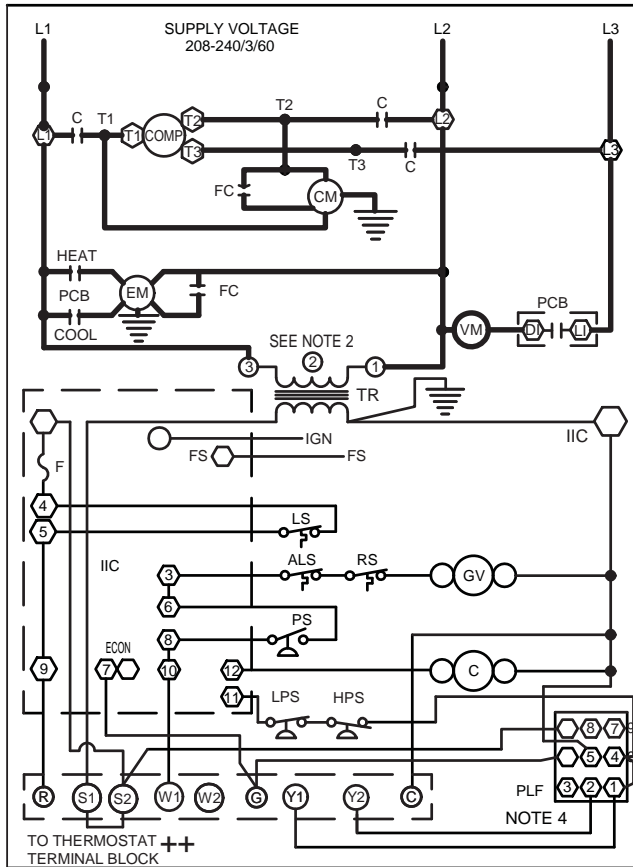 L1 SUPPLY VOLTAGE L2 L3
208-240/3/60
C T1 T2 C
L1 T1 COMP T2 L2
T3 T3 C L3
FC CM
HEAT
PCB EM FC PCB
COOL VM DI LI
SEE NOTE 2
3 2 1
TR
IGN IIC
F FS FS
4 LS
5
IIC 3 ALS RS GV
6
PS
ECON 8
9 7 10 12 C
11 LPS HPS
8 7 9
5 4
PLF 3 2 1
R S1 S2 W1 W2 G Y1 Y2 C
NOTE 4
TO THERMOSTAT ++
TERMINAL BLOCK